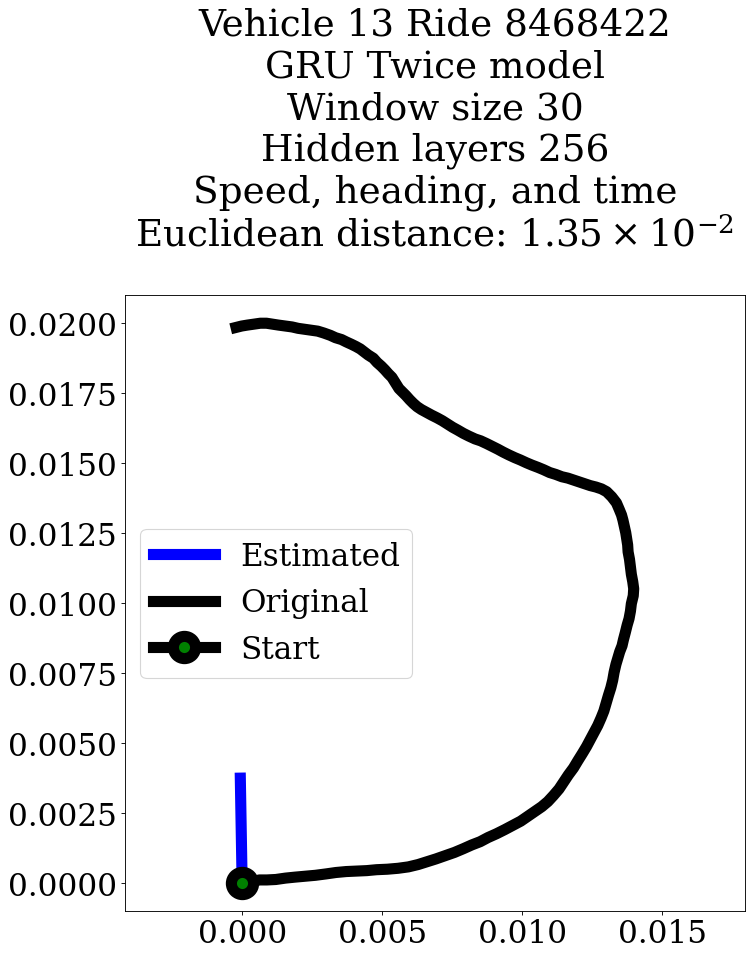 Vehicle 13 Ride 8468422
GRU Twice model
Window size 30
Hidden layers 256
Speed, heading, and time
Euclidean distance: 1.35 × 10⁻²
0.0200
0.0175
0.0150
0.0125
0.0100
0.0075
0.0050
0.0025
0.0000
Estimated
Original
Start
0.000 0.005 0.010 0.015